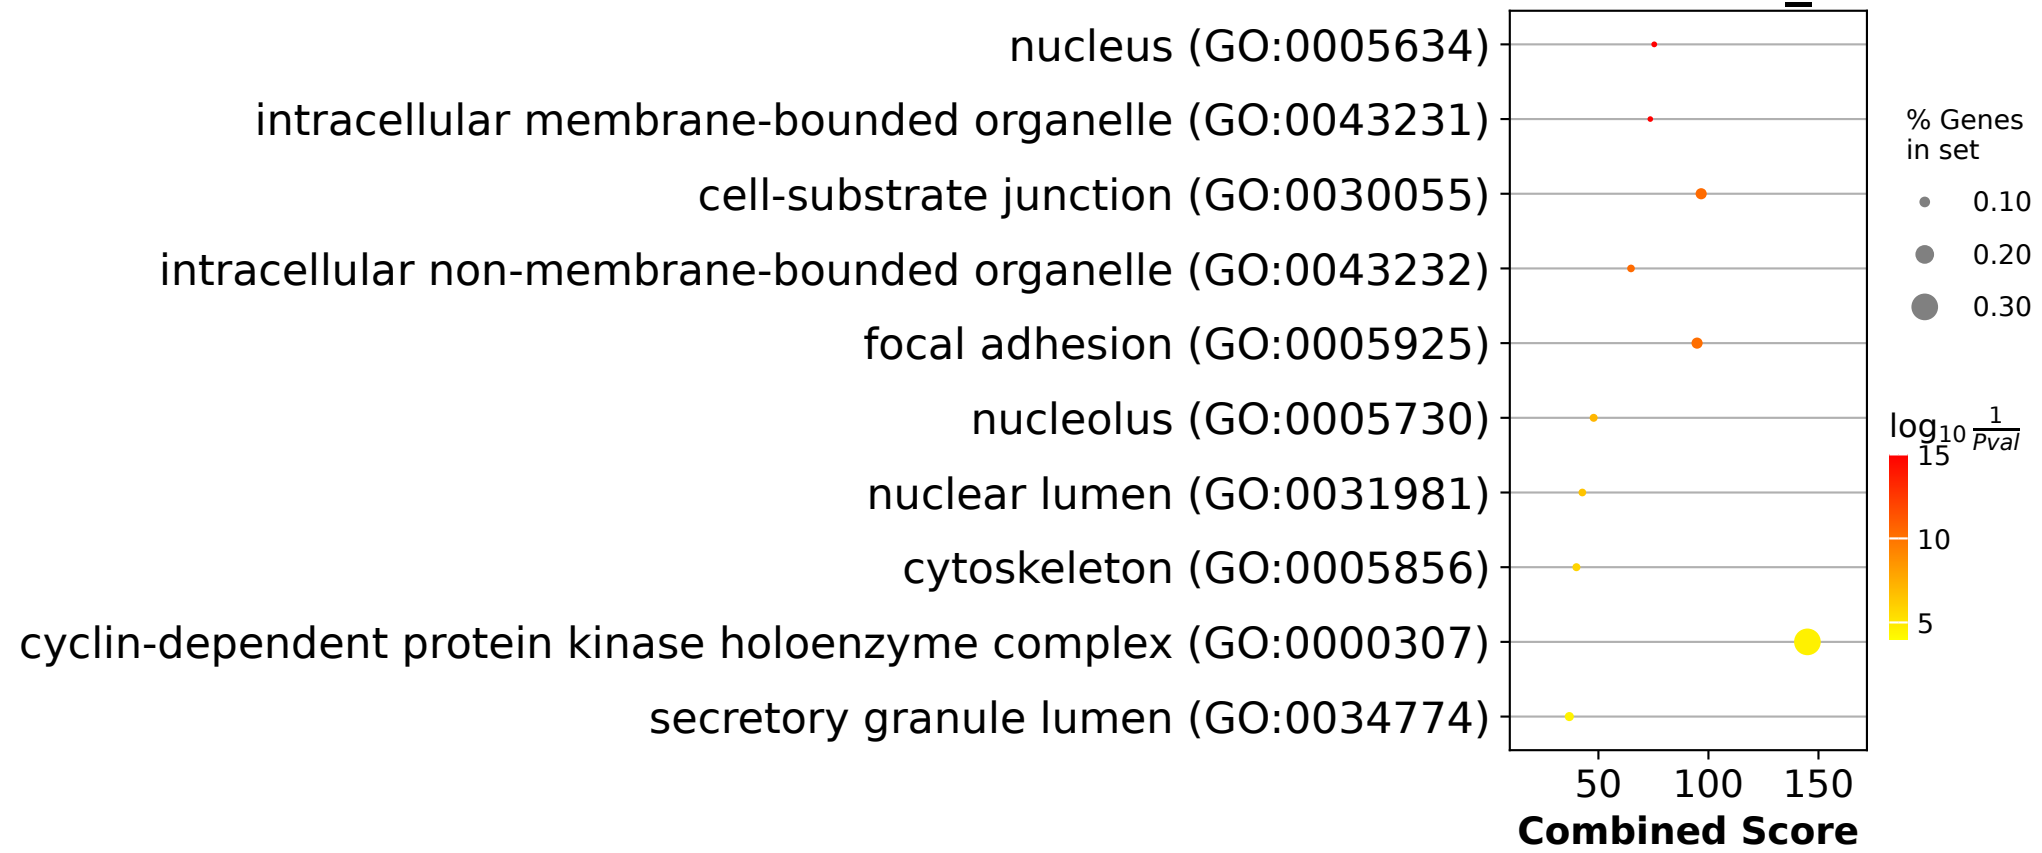 nucleus (GO:0005634)
intracellular membrane-bounded organelle (GO:0043231)
cell-substrate junction (GO:0030055)
intracellular non-membrane-bounded organelle (GO:0043232)
focal adhesion (GO:0005925)
nucleolus (GO:0005730)
nuclear lumen (GO:0031981)
cytoskeleton (GO:0005856)
cyclin-dependent protein kinase holoenzyme complex (GO:0000307)
secretory granule lumen (GO:0034774)
50 100 150
Combined Score
% Genes
in set
0.10
0.20
0.30
log10 1/Pval
15
10
5